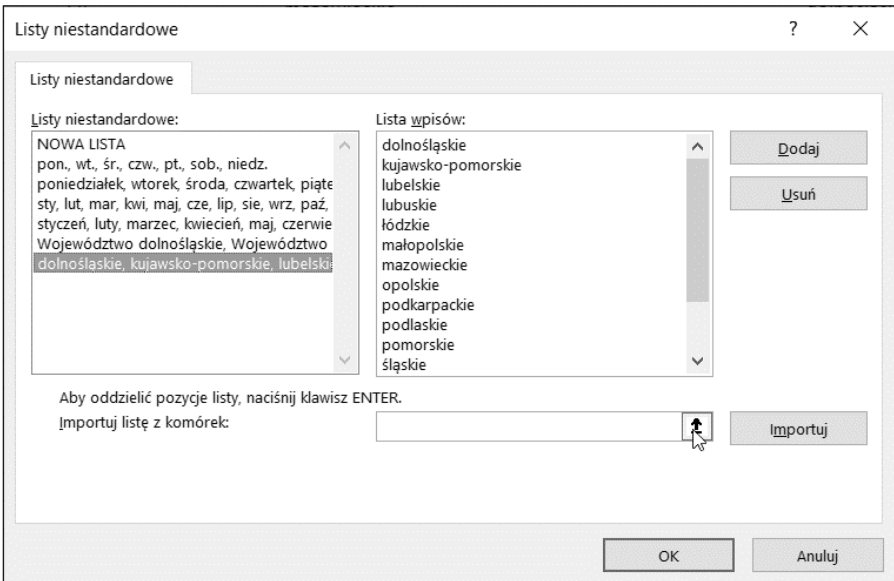 Listy niestandardowe
?
Listy niestandardowe
Listy niestandardowe:
NOWA LISTA
pon., wt., śr., czw., pt., sob., niedz.
poniedziałek, wtorek, środa, czwartek, piąte
sty, lut, mar, kwi, maj, cze, lip, sie, wrz, paź,
styczeń, luty, marzec, kwiecień, maj, czerwie
Województwo dolnośląskie, Województwo
dolnośląskie, kujawsko-pomorskie, lubelskie
Lista wpisów:
dolnośląskie
kujawsko-pomorskie
lubelskie
lubuskie
łódzkie
małopolskie
mazowieckie
opolskie
podkarpackie
podlaskie
pomorskie
śląskie
Dodaj
Usuń
Aby oddzielić pozycje listy, naciśnij klawisz ENTER.
Importuj listę z komórek:
Importuj
OK
Anuluj